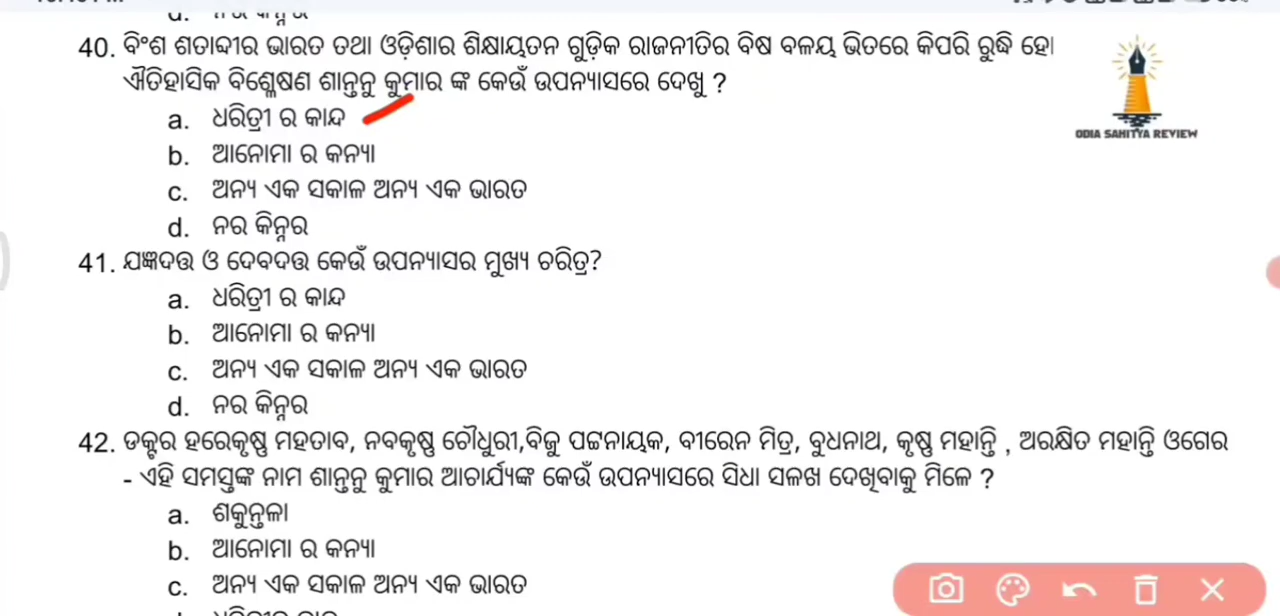 40. ବିଂଶ ଶତାବ୍ଦୀର ଭାରତ ତଥା ଓଡ଼ିଶାର ଶିକ୍ଷାୟତନ ଗୁଡ଼ିକ ରାଜନୀତିର ବିଷ ବଳୟ ଭିତରେ କିପରି ରୁଦ୍ଧି ହୋ
ଐତିହାସିକ ବିଶ୍ଳେଷଣ ଶାନ୍ତନୁ କୁମାର ଙ୍କ କେଉଁ ଉପନ୍ୟାସରେ ଦେଖୁ ?
a. ଧରିତ୍ରୀ ର କାନ୍ଦ
b. ଆନୋମା ର କନ୍ୟା
c. ଅନ୍ୟ ଏକ ସକାଳ ଅନ୍ୟ ଏକ ଭାରତ
d. ନର କିନ୍ନର
ODIA SAHITYA REVIEW
41. ଯଜ୍ଞଦତ୍ତ ଓ ଦେବଦତ୍ତ କେଉଁ ଉପନ୍ୟାସର ମୁଖ୍ୟ ଚରିତ୍ର?
a. ଧରିତ୍ରୀ ର କାନ୍ଦ
b. ଆନୋମା ର କନ୍ୟା
c. ଅନ୍ୟ ଏକ ସକାଳ ଅନ୍ୟ ଏକ ଭାରତ
d. ନର କିନ୍ନର
42. ଡକ୍ଟର ହରେକୃଷ୍ଣ ମହତାବ, ନବକୃଷ୍ଣ ଚୌଧୁରୀ,ବିଜୁ ପଟ୍ଟନାୟକ, ବୀରେନ ମିତ୍ର, ବୁଧନାଥ, କୃଷ୍ଣ ମହାନ୍ତି , ଅରକ୍ଷିତ ମହାନ୍ତି ଓଗେର
- ଏହି ସମସ୍ତଙ୍କ ନାମ ଶାନ୍ତନୁ କୁମାର ଆଚାର୍ଯ୍ୟଙ୍କ କେଉଁ ଉପନ୍ୟାସରେ ସିଧା ସଳଖ ଦେଖିବାକୁ ମିଳେ ?
a. ଶକୁନ୍ତଳା
b. ଆନୋମା ର କନ୍ୟା
c. ଅନ୍ୟ ଏକ ସକାଳ ଅନ୍ୟ ଏକ ଭାରତ